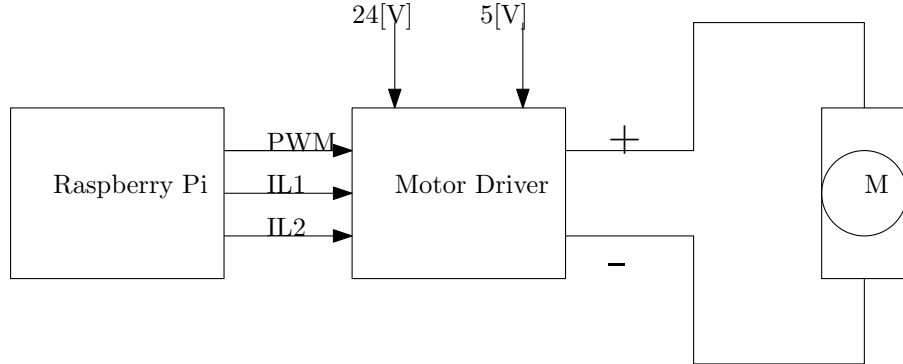 24[V]
5[V]
PWM
Raspberry Pi
IL1
Motor Driver
M
IL2
+
-